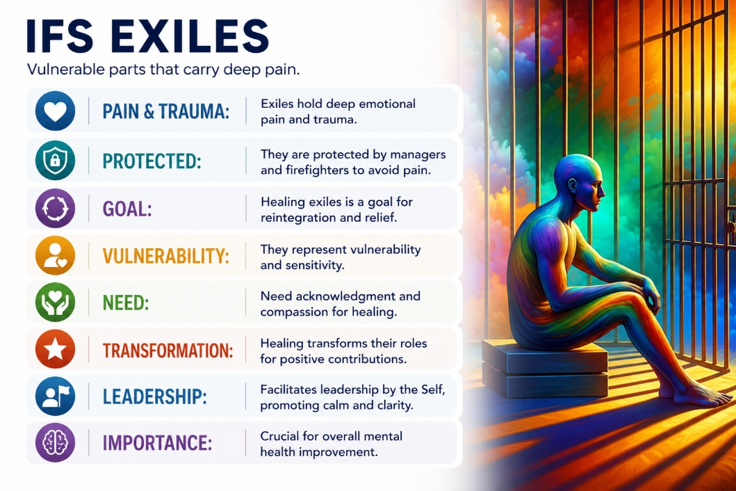 IFS EXILES
Vulnerable parts that carry deep pain.
PAIN & TRAUMA:
Exiles hold deep emotional
pain and trauma.
PROTECTED:
They are protected by managers
and firefighters to avoid pain.
GOAL:
Healing exiles is a goal for
reintegration and relief.
VULNERABILITY:
They represent vulnerability
and sensitivity.
NEED:
Need acknowledgment and
compassion for healing.
TRANSFORMATION:
Healing transforms their roles
for positive contributions.
LEADERSHIP:
Facilitates leadership by the Self,
promoting calm and clarity.
IMPORTANCE:
Crucial for overall mental
health improvement.